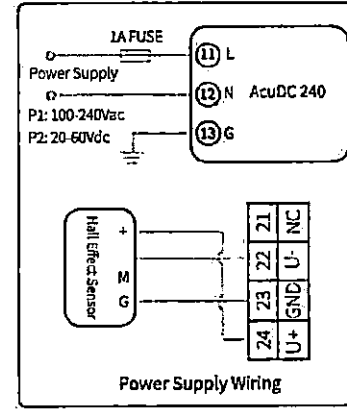 1A FUSE
11 L
Power Supply
12 N AcuDC 240
P1: 100-240Vac
P2: 20-60Vdc
13 G
Hall Effect Sensor
+
M
G
21 NC
22 U-
23 GND
24 U+
Power Supply Wiring